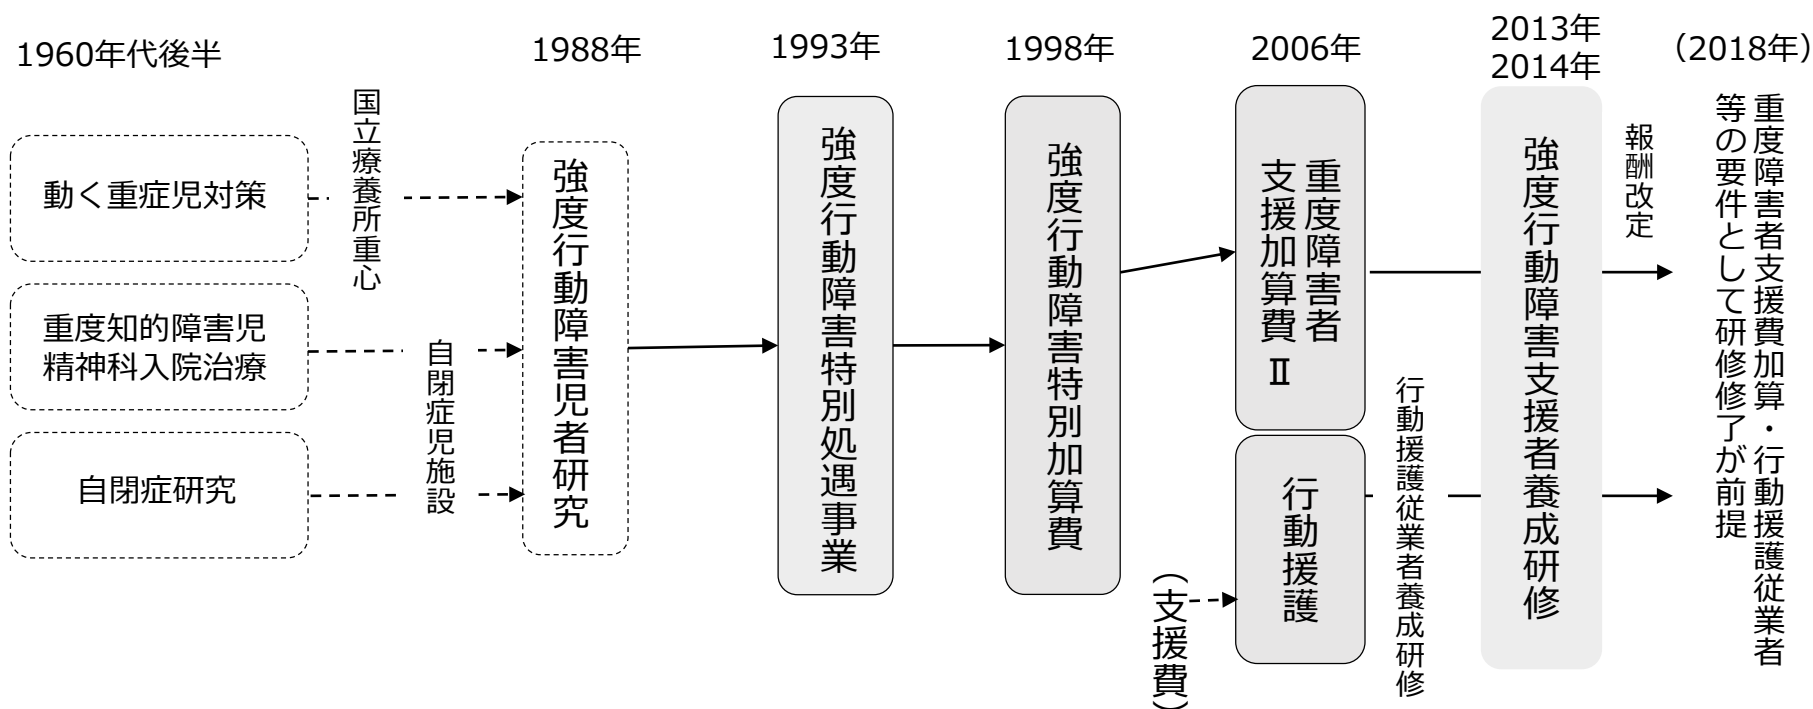 1960年代後半
1988年
1993年
1998年
2006年
2013年
2014年
（2018年）
動く重症児対策
重度知的障害児
精神科入院治療
自閉症研究
国立療養所重心
自閉症児施設
強度行動障害児者研究
強度行動障害特別処遇事業
強度行動障害特別加算費
重度障害者
支援加算費Ⅱ
行動援護
（支援費）
行動援護従業者養成研修
強度行動障害支援者養成研修
報酬改定
重度障害者支援費加算・行動援護従業者
等の要件として研修修了が前提